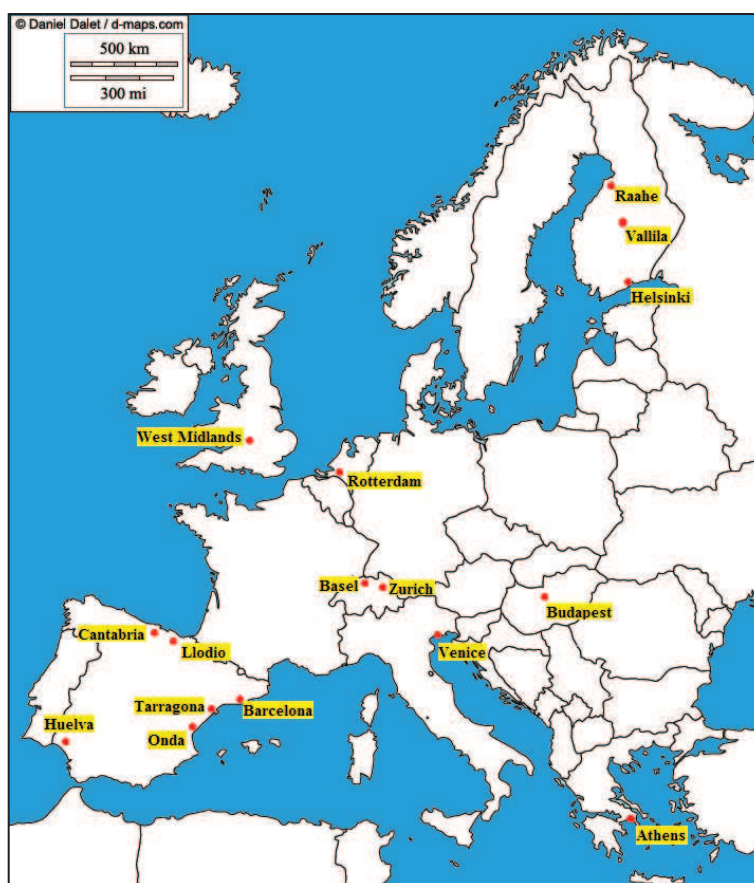 © Daniel Dalet / d-maps.com
500 km
300 mi
Raahe
Vallila
Helsinki
West Midlands
Rotterdam
Basel
Zurich
Budapest
Cantabria
Llodio
Venice
Tarragona
Barcelona
Huelva
Onda
Athens